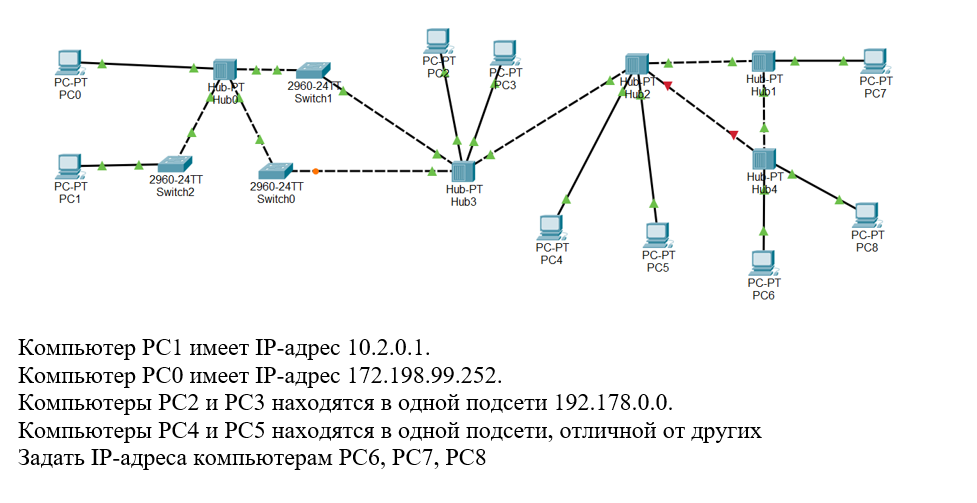 PC-PT
PC0
Hub-PT
Hub0
2960-24TT
Switch1
PC-PT
PC2
PC-PT
PC3
Hub-PT
Hub2
Hub-PT
Hub1
PC-PT
PC7
PC-PT
PC1
2960-24TT
Switch2
2960-24TT
Switch0
Hub-PT
Hub3
Hub-PT
Hub4
PC-PT
PC4
PC-PT
PC5
PC-PT
PC6
PC-PT
PC8
Компьютер PC1 имеет IP-адрес 10.2.0.1.
Компьютер PC0 имеет IP-адрес 172.198.99.252.
Компьютеры PC2 и PC3 находятся в одной подсети 192.178.0.0.
Компьютеры PC4 и PC5 находятся в одной подсети, отличной от других
Задать IP-адреса компьютерам PC6, PC7, PC8